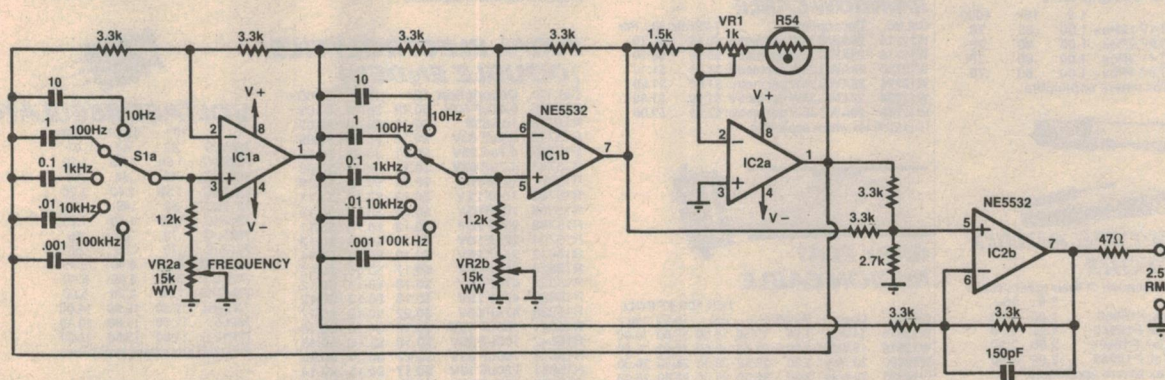 3.3k
3.3k
3.3k
3.3k
1.5k
VR1
1k
R54
10
10Hz
1
100Hz
S1a
0.1
1kHz
.01
10kHz
.001
100kHz
V+
8
2
−
IC1a
1
3
+
4
V−
1.2k
VR2a
15k
WW
FREQUENCY
10
10Hz
1
100Hz
0.1
1kHz
.01
10kHz
.001
100kHz
NE5532
6
−
IC1b
7
5
+
1.2k
VR2b
15k
WW
V+
8
2
−
IC2a
1
3
+
4
V−
3.3k
3.3k
2.7k
NE5532
5
+
IC2b
7
6
−
47Ω
2.5
RM
3.3k
3.3k
150pF